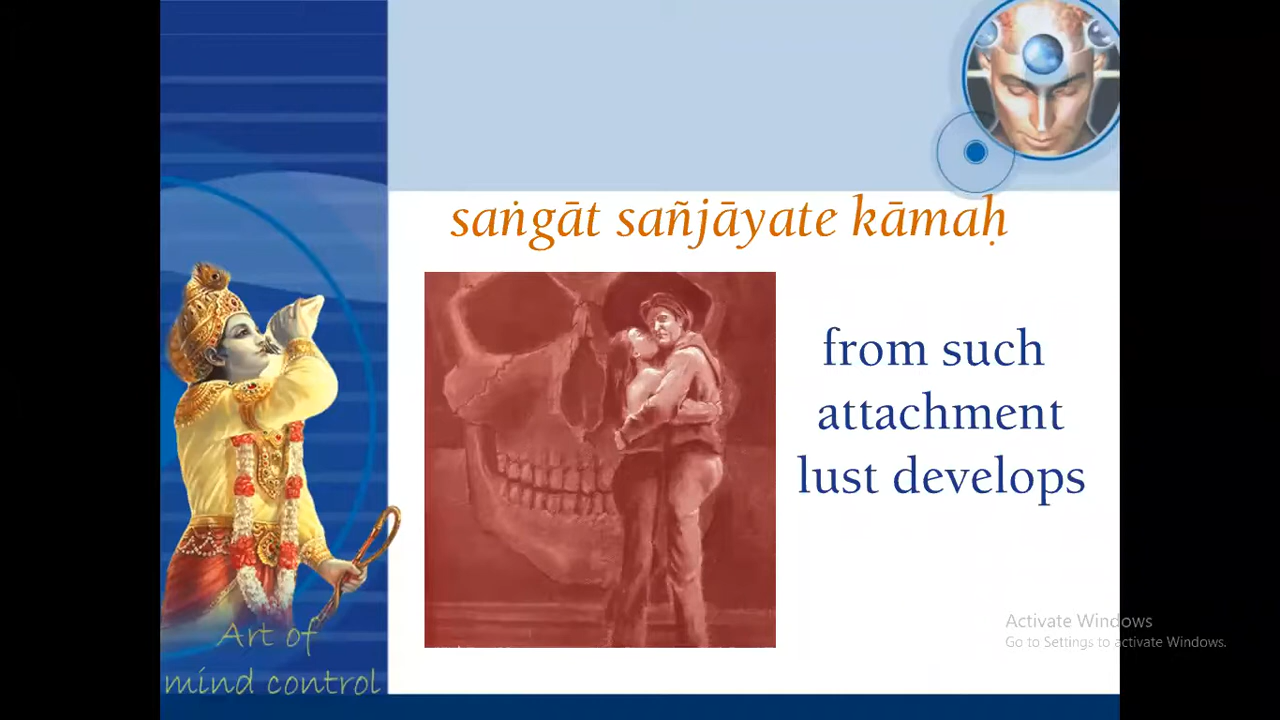 saṅgāt sañjāyate kāmaḥ
from such
attachment
lust develops
Art of
mind control
Activate Windows
Go to Settings to activate Windows.